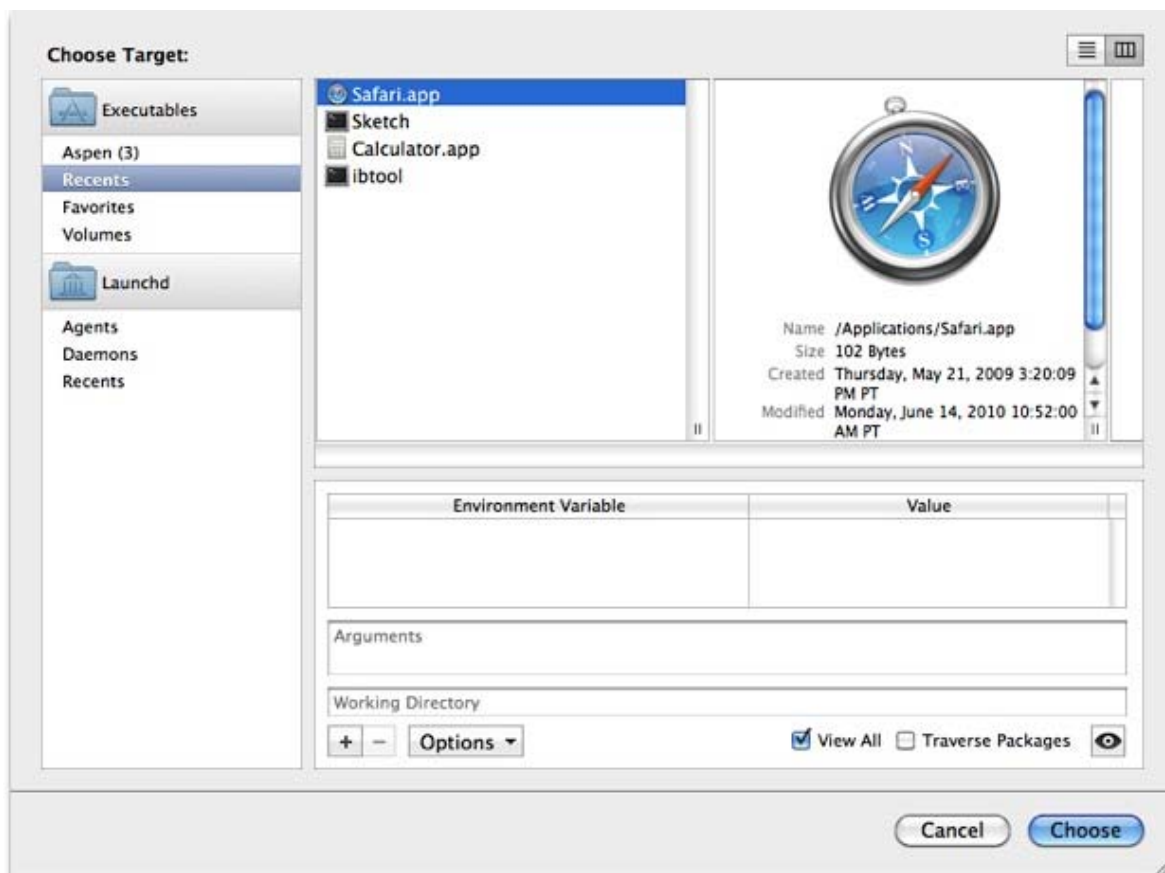 Choose Target:
Executables
Aspen (3)
Recents
Favorites
Volumes
Launchd
Agents
Daemons
Recents
Safari.app
Sketch
Calculator.app
ibtool
N
E
S
W
Name /Applications/Safari.app
Size 102 Bytes
Created Thursday, May 21, 2009 3:20:09
PM PT
Modified Monday, June 14, 2010 10:52:00
AM PT
Environment Variable Value
Arguments
Working Directory
+ − Options
View All Traverse Packages
Cancel Choose